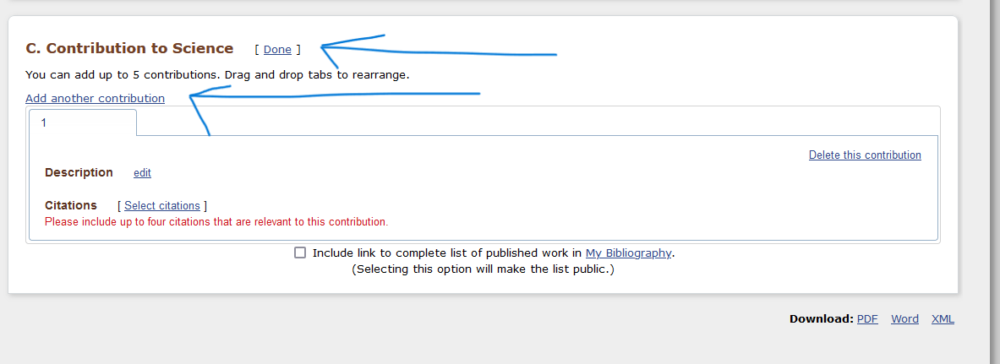 C. Contribution to Science [ Done ]
You can add up to 5 contributions. Drag and drop tabs to rearrange.
Add another contribution
1
Delete this contribution
Description edit
Citations [ Select citations ]
Please include up to four citations that are relevant to this contribution.
Include link to complete list of published work in My Bibliography.
(Selecting this option will make the list public.)
Download: PDF Word XML